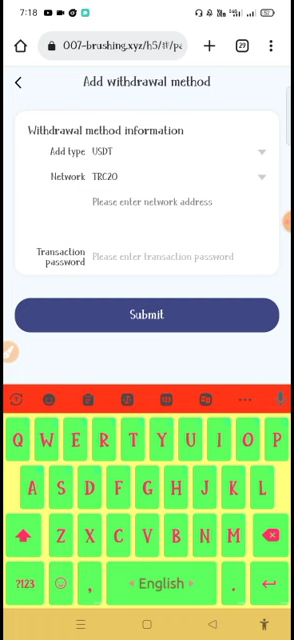 7:18
007-brushing.xyz/h5/#/pa
29
Add withdrawal method
Withdrawal method information
Add type USDT
Network TRC20
Please enter network address
Transaction password Please enter transaction password
Submit
Q W E R T Y U I O P
A S D F G H J K L
Z X C V B N M
?123 , English .